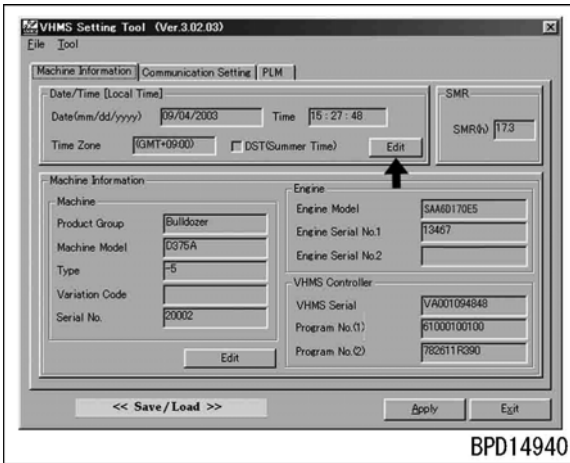 VHMS Setting Tool (Ver.3.02.03)
File Tool
Machine Information Communication Setting PLM
Date/Time [Local Time]
Date(mm/dd/yyyy) 09/04/2003 Time 15 : 27 : 48
Time Zone (GMT+09:00) DST(Summer Time) Edit
SMR
SMR(h) 17.3
Machine Information
Machine
Product Group Bulldozer
Machine Model D375A
Type -5
Variation Code
Serial No. 20002
Edit
Engine
Engine Model SAA6D170E5
Engine Serial No.1 13467
Engine Serial No.2
VHMS Controller
VHMS Serial VA001094848
Program No.(1) 61000100100
Program No.(2) 782611R390
<< Save/Load >> Apply Exit
BPD14940